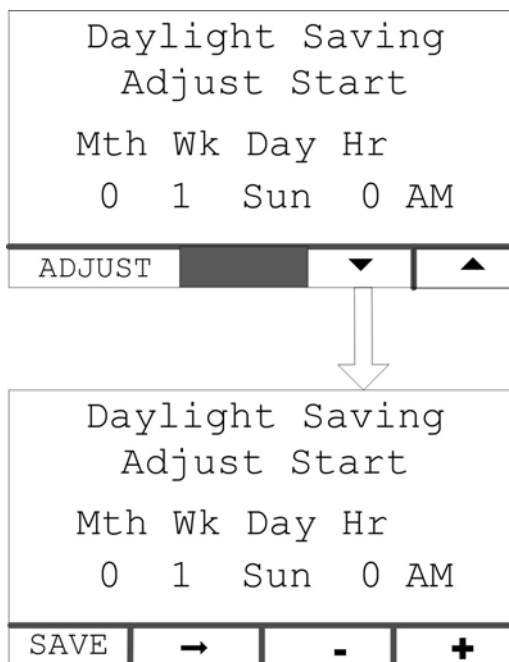 Daylight Saving
Adjust Start
Mth Wk Day Hr
0 1 Sun 0 AM
ADJUST ▼ ▲
Daylight Saving
Adjust Start
Mth Wk Day Hr
0 1 Sun 0 AM
SAVE → - +